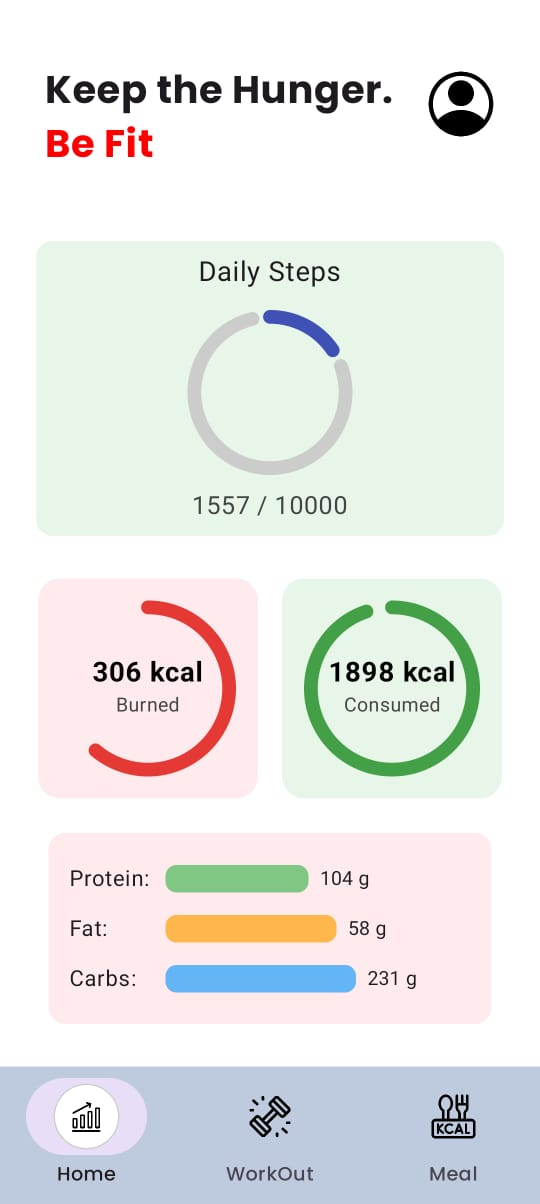 Keep the Hunger.
Be Fit
Daily Steps
1557 / 10000
306 kcal
Burned
1898 kcal
Consumed
Protein: 104 g
Fat: 58 g
Carbs: 231 g
KCAL
Home WorkOut Meal